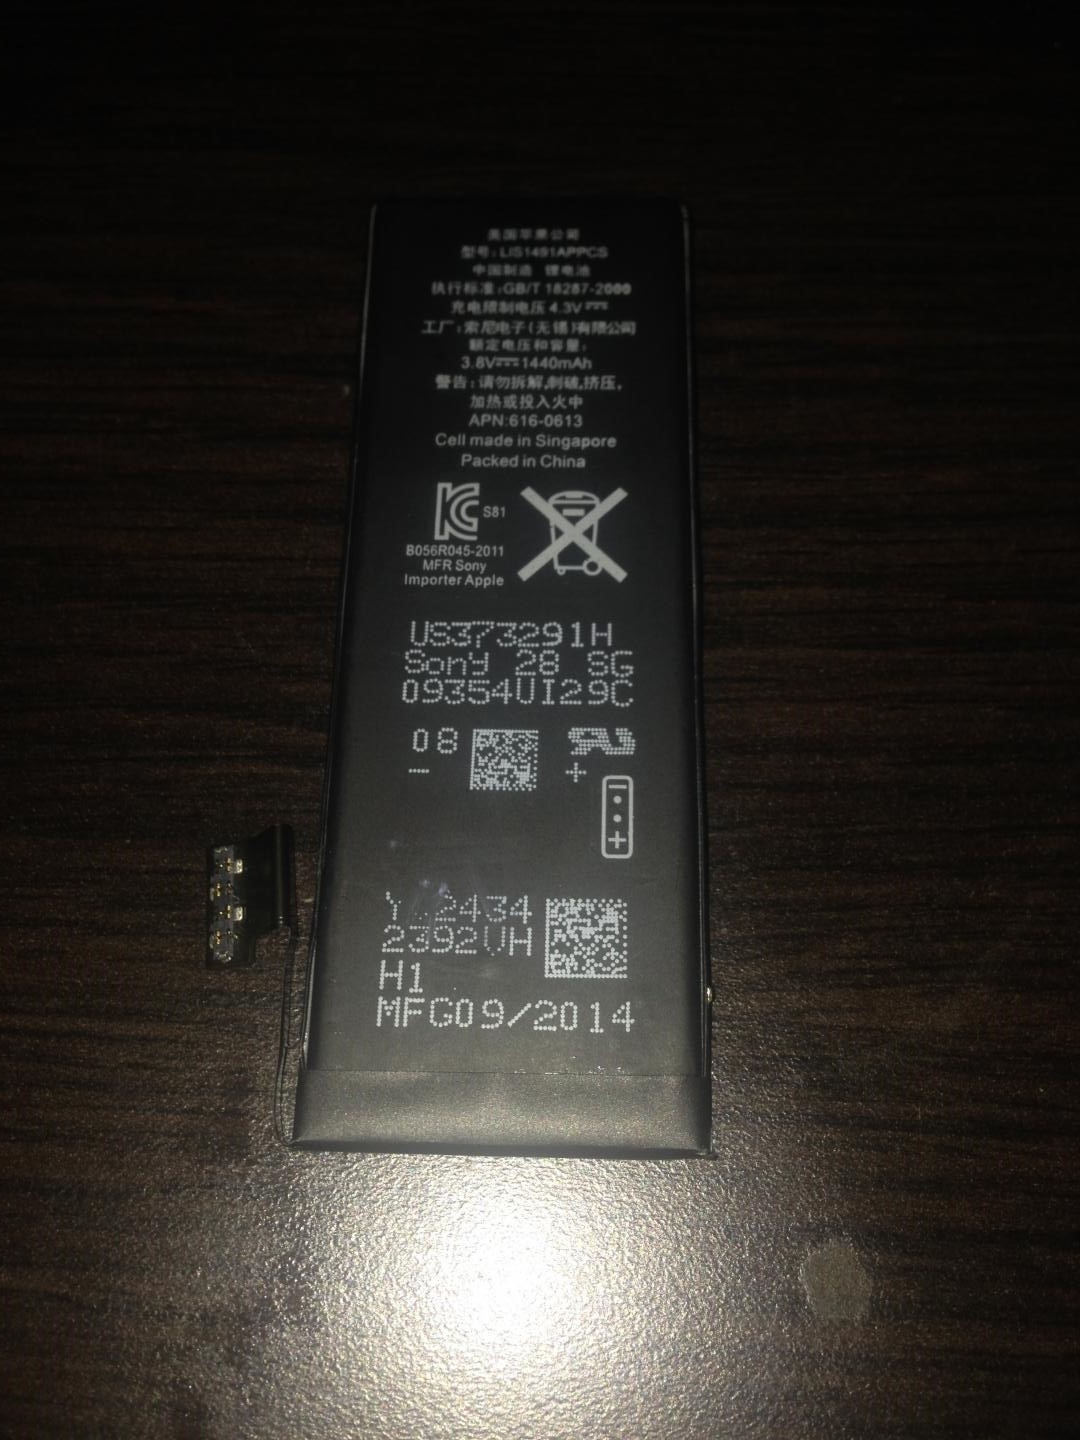 美国苹果公司
型号:LIS1491APPCS
中国制造 锂电池
执行标准:GB/T 18287-2000
充电限制电压 4.3V
工厂:索尼电子(无锡)有限公司
额定电压和容量:
3.8V 1440mAh
警告:请勿拆解,刺破,挤压,
加热或投入火中
APN:616-0613
Cell made in Singapore
Packed in China
S81
B056R045-2011
MFR Sony
Importer Apple
US373291H
Sony 28 SG
09354UI29C
08
- +
- +
2434
2392UH
H1
MFG09/2014